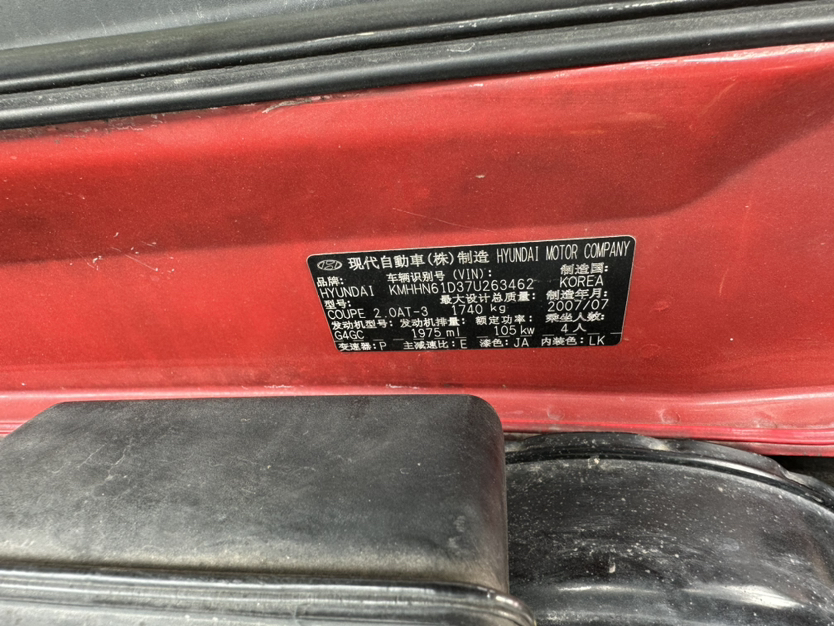 现代自動車(株)制造 HYUNDAI MOTOR COMPANY
品牌: 车辆识别号 (VIN): 制造国:
HYUNDAI KMHHN61D37U263462 KOREA
型号: 最大设计总质量: 制造年月:
COUPE 2.0AT-3 1740 kg 2007/07
发动机型号: 发动机排量: 额定功率: 乘坐人数:
G4GC 1975 ml 105 kw 4人
变速器:P 主减速比:E 漆色:JA 内装色:LK